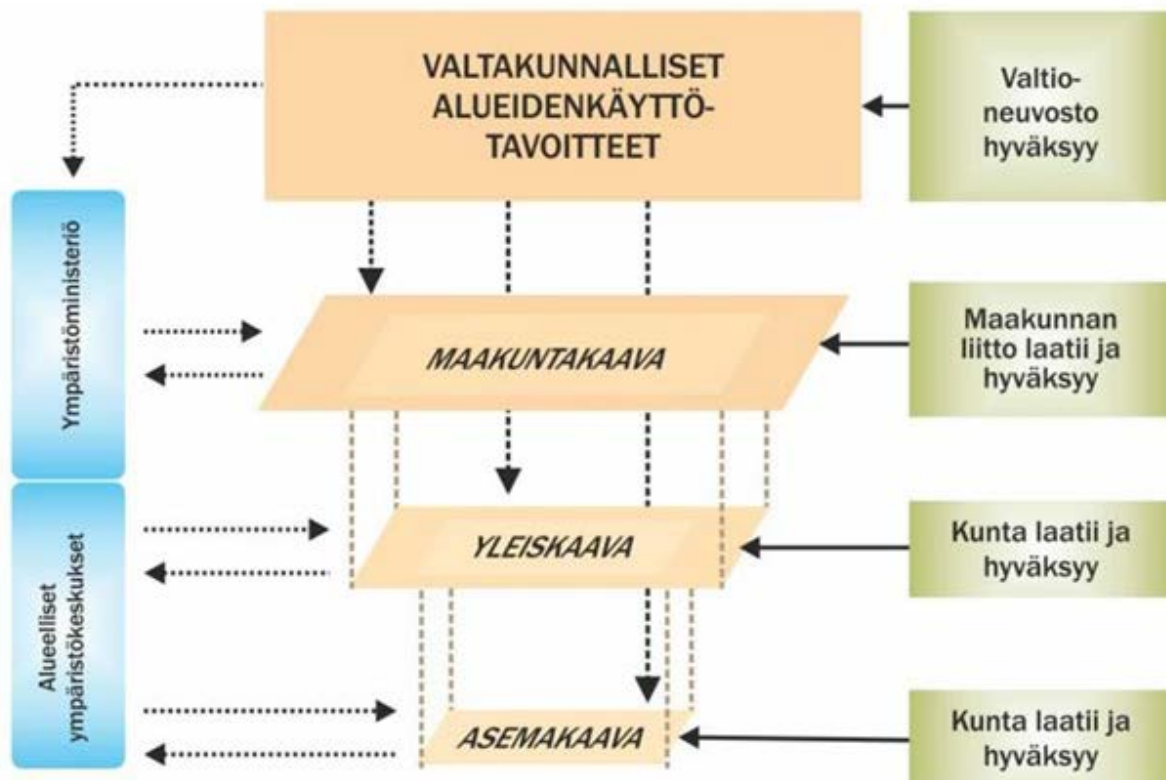 VALTAKUNNALLISET
ALUEIDENKÄYTTÖ-
TAVOITTEET
Valtio-
neuvosto
hyväksyy
Ympäristöministeriö
MAAKUNTAKAAVA
Maakunnan
liitto laatii ja
hyväksyy
Alueelliset
ympäristökeskukset
YLEISKAAVA
Kunta laatii ja
hyväksyy
ASEMAKAAVA
Kunta laatii ja
hyväksyy